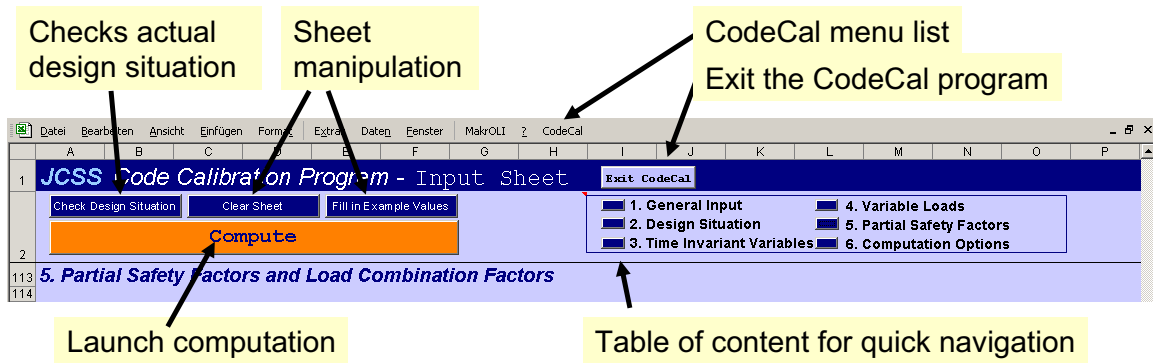 Checks actual
design situation
Sheet
manipulation
CodeCal menu list
Exit the CodeCal program
Datei Bearbeiten Ansicht Einfügen Format Extras Daten Fenster MakrOLI ? CodeCal
A B C D E F G H I J K L M N O P
1 JCSS Code Calibration Program - Input Sheet Exit CodeCal
Check Design Situation Clear Sheet Fill in Example Values
Compute
1. General Input
2. Design Situation
3. Time Invariant Variables
4. Variable Loads
5. Partial Safety Factors
6. Computation Options
2
113 5. Partial Safety Factors and Load Combination Factors
114
Launch computation
Table of content for quick navigation